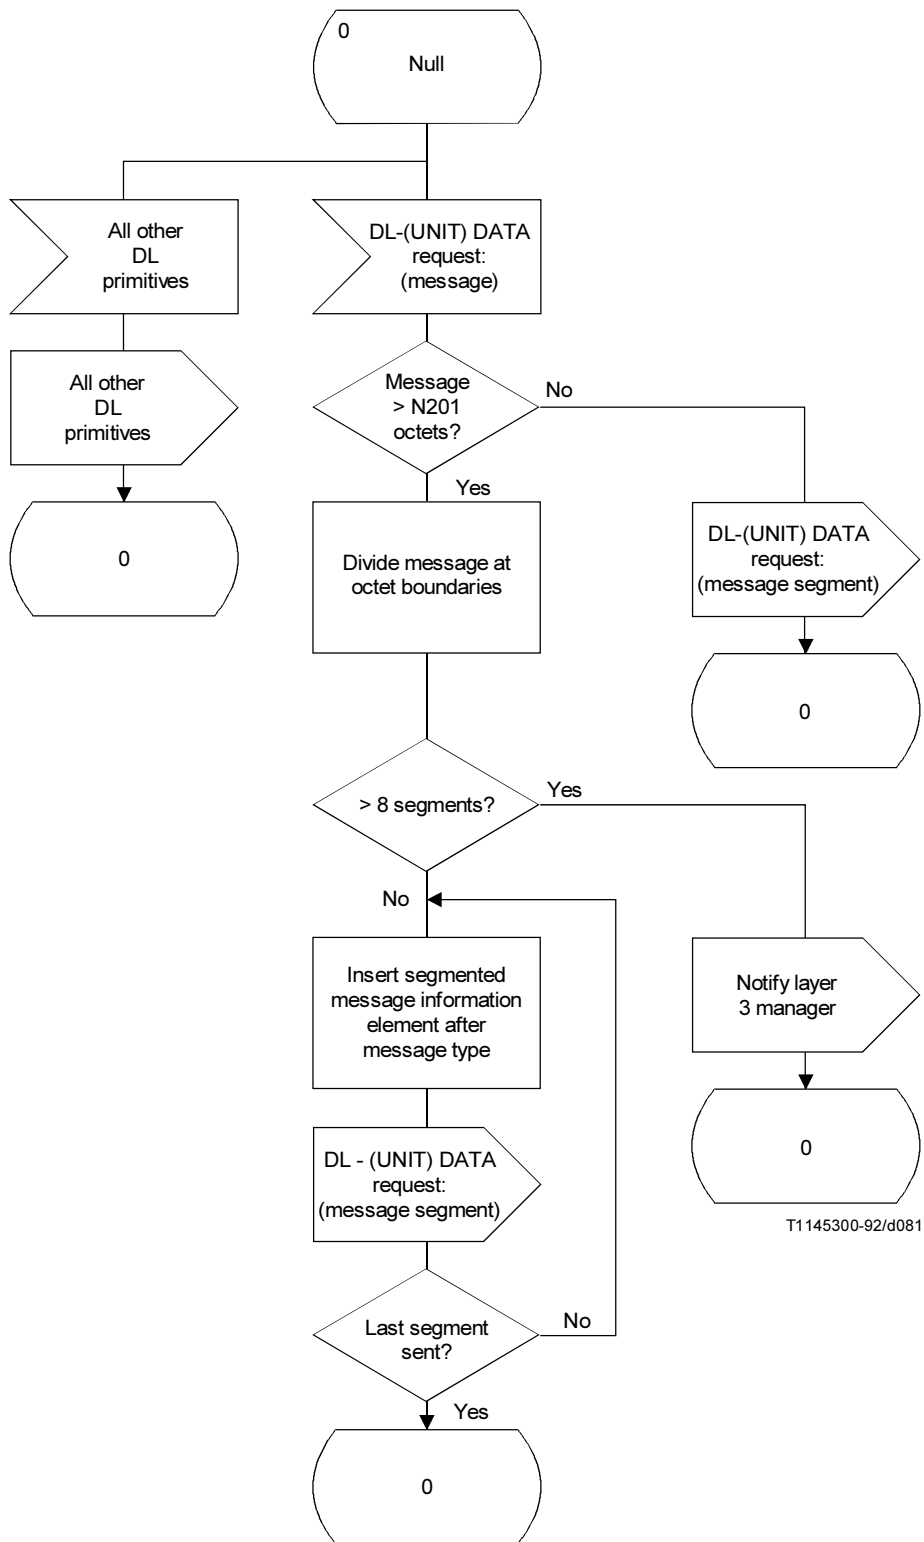 0
Null
All other
DL
primitives
DL-(UNIT) DATA
request:
(message)
All other
DL
primitives
Message
> N201
octets?
No
Yes
0
Divide message at
octet boundaries
DL-(UNIT) DATA
request:
(message segment)
0
> 8 segments?
Yes
No
Insert segmented
message information
element after
message type
Notify layer
3 manager
DL - (UNIT) DATA
request:
(message segment)
0
T1145300-92/d081
Last segment
sent?
No
Yes
0